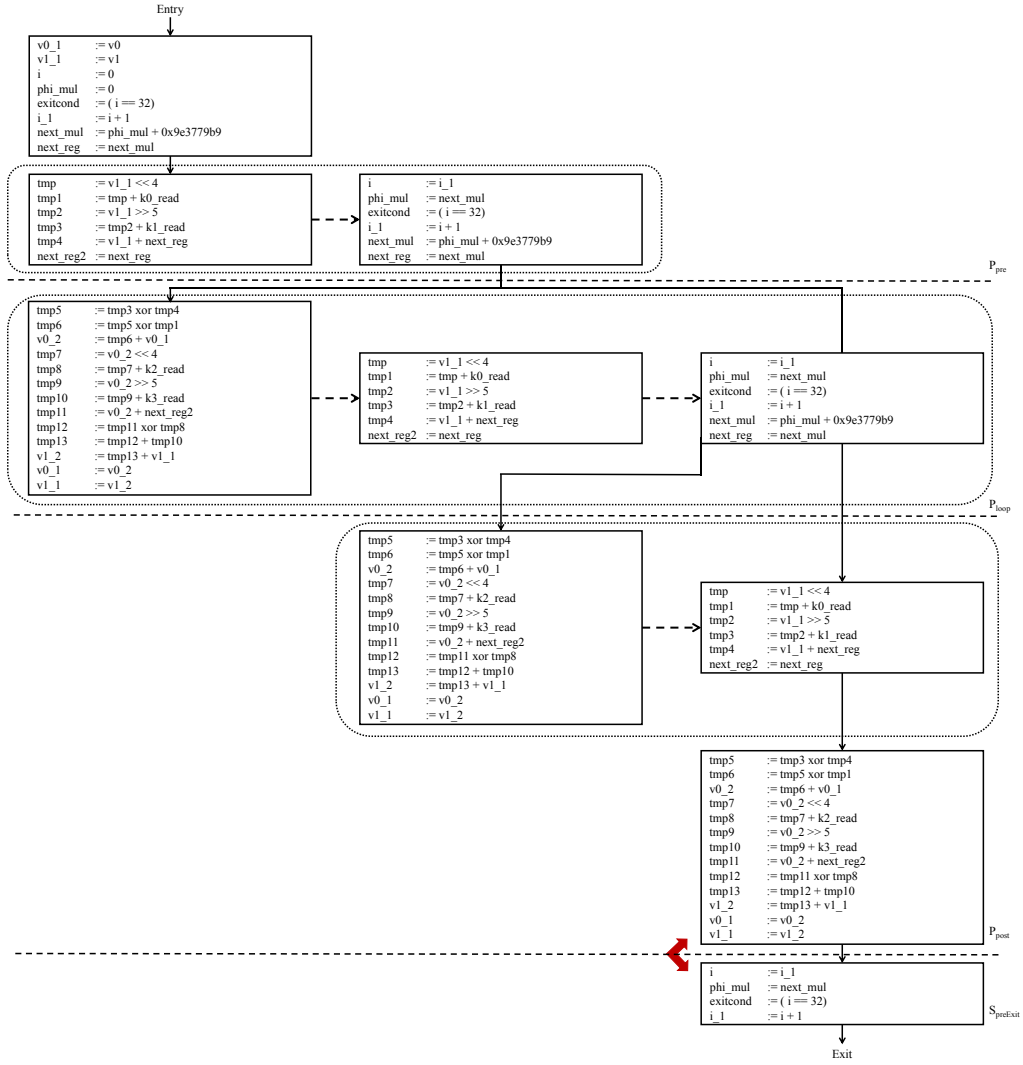 Entry
v0_1 := v0
v1_1 := v1
i := 0
phi_mul := 0
exitcond := ( i == 32)
i_1 := i + 1
next_mul := phi_mul + 0x9e3779b9
next_reg := next_mul
tmp := v1_1 << 4
tmp1 := tmp + k0_read
tmp2 := v1_1 >> 5
tmp3 := tmp2 + k1_read
tmp4 := v1_1 + next_reg
next_reg2 := next_reg
i := i_1
phi_mul := next_mul
exitcond := ( i == 32)
i_1 := i + 1
next_mul := phi_mul + 0x9e3779b9
next_reg := next_mul
Ppre
tmp5 := tmp3 xor tmp4
tmp6 := tmp5 xor tmp1
v0_2 := tmp6 + v0_1
tmp7 := v0_2 << 4
tmp8 := tmp7 + k2_read
tmp9 := v0_2 >> 5
tmp10 := tmp9 + k3_read
tmp11 := v0_2 + next_reg2
tmp12 := tmp11 xor tmp8
tmp13 := tmp12 + tmp10
v1_2 := tmp13 + v1_1
v0_1 := v0_2
v1_1 := v1_2
tmp := v1_1 << 4
tmp1 := tmp + k0_read
tmp2 := v1_1 >> 5
tmp3 := tmp2 + k1_read
tmp4 := v1_1 + next_reg
next_reg2 := next_reg
i := i_1
phi_mul := next_mul
exitcond := ( i == 32)
i_1 := i + 1
next_mul := phi_mul + 0x9e3779b9
next_reg := next_mul
Ploop
tmp5 := tmp3 xor tmp4
tmp6 := tmp5 xor tmp1
v0_2 := tmp6 + v0_1
tmp7 := v0_2 << 4
tmp8 := tmp7 + k2_read
tmp9 := v0_2 >> 5
tmp10 := tmp9 + k3_read
tmp11 := v0_2 + next_reg2
tmp12 := tmp11 xor tmp8
tmp13 := tmp12 + tmp10
v1_2 := tmp13 + v1_1
v0_1 := v0_2
v1_1 := v1_2
tmp := v1_1 << 4
tmp1 := tmp + k0_read
tmp2 := v1_1 >> 5
tmp3 := tmp2 + k1_read
tmp4 := v1_1 + next_reg
next_reg2 := next_reg
tmp5 := tmp3 xor tmp4
tmp6 := tmp5 xor tmp1
v0_2 := tmp6 + v0_1
tmp7 := v0_2 << 4
tmp8 := tmp7 + k2_read
tmp9 := v0_2 >> 5
tmp10 := tmp9 + k3_read
tmp11 := v0_2 + next_reg2
tmp12 := tmp11 xor tmp8
tmp13 := tmp12 + tmp10
v1_2 := tmp13 + v1_1
v0_1 := v0_2
v1_1 := v1_2
Ppost
i := i_1
phi_mul := next_mul
exitcond := ( i == 32)
i_1 := i + 1
SpreExit
Exit